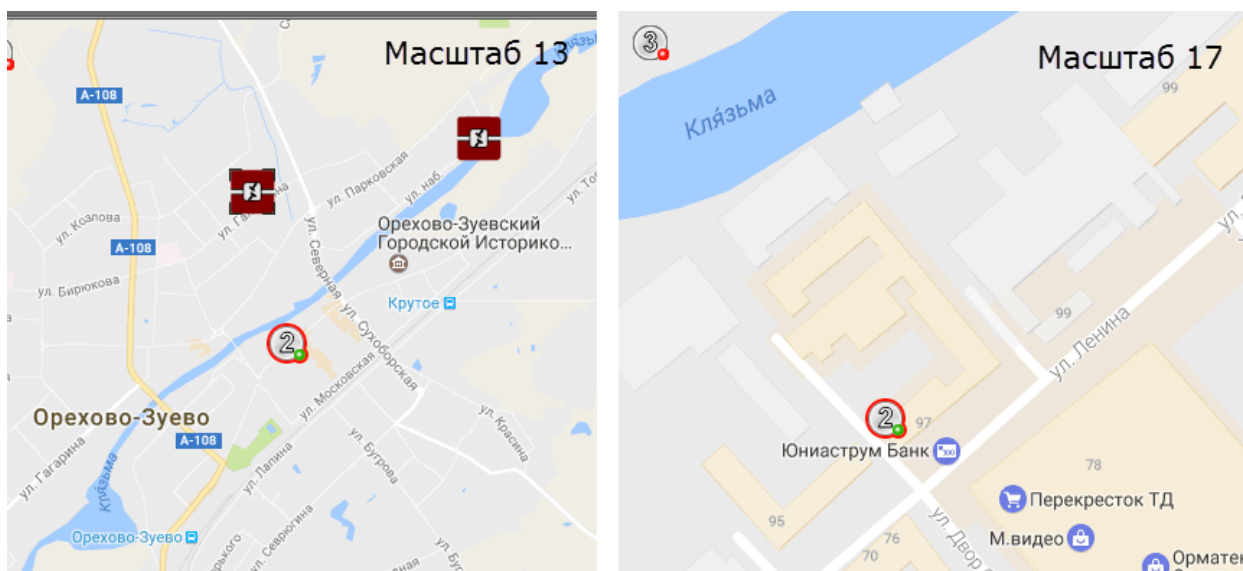 Масштаб 13
А-108
ул. Парковская
ул. наб
ул. Козлова
А-108
Орехово-Зуевский
Городской Историко...
ул. Северная
ул. Бирюкова
Крутое
ул. Сухоборская
2
ул. Московская
Орехово-Зуево
А-108
ул. Красина
ул. Гагарина
ул. Лапина
ул. Бугрова
Клязьма
Орехово-Зуево
ул. Северюгина
3
Масштаб 17
99
Клязьма
99
ул. Ленина
2
97
Юниаструм Банк
78
Перекресток ТД
95
76
70
М.видео